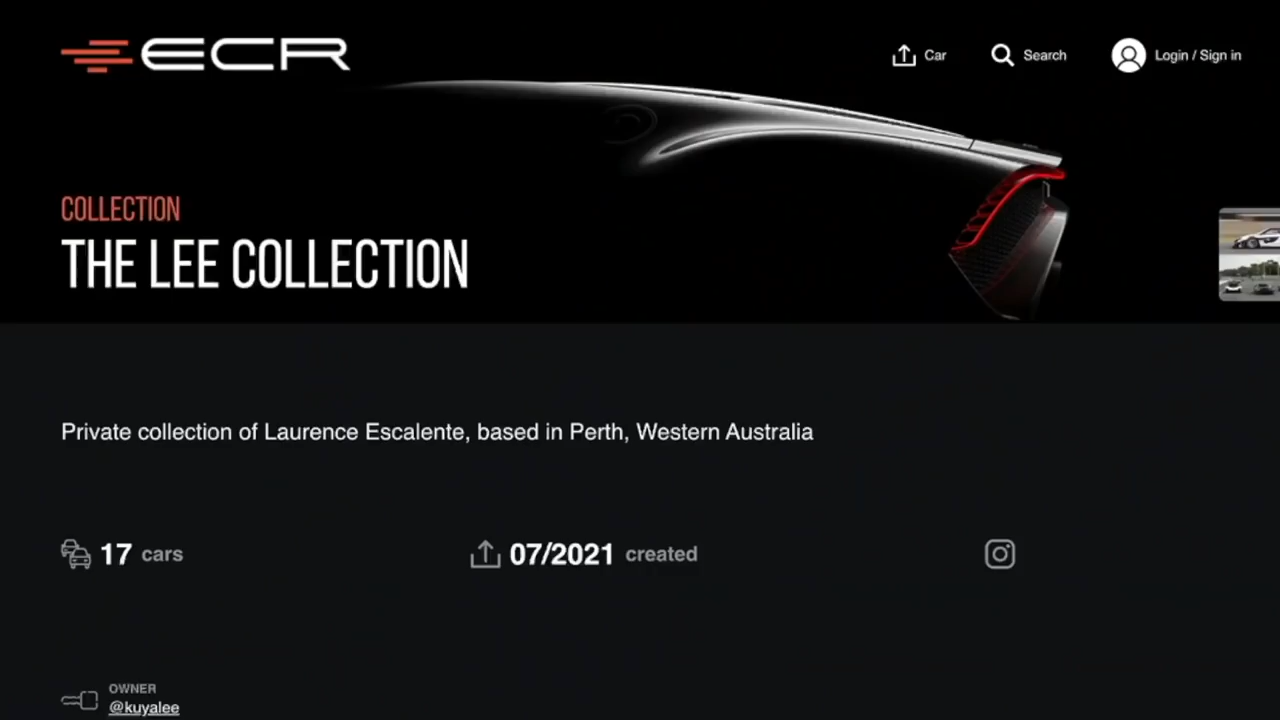 ECR
Car
Search
Login / Sign in
COLLECTION
THE LEE COLLECTION
Private collection of Laurence Escalente, based in Perth, Western Australia
17 cars
07/2021 created
OWNER
@kuyalee